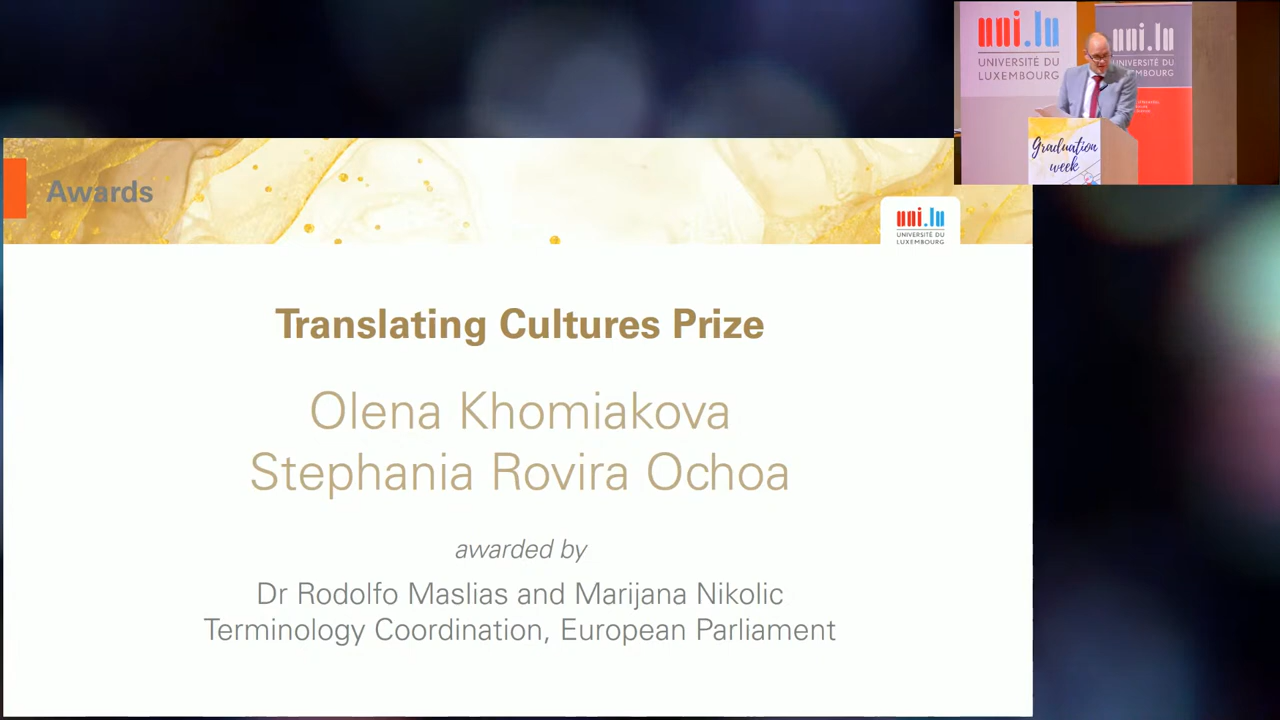 uni.lu
UNIVERSITÉ DU
LUXEMBOURG
uni.lu
UNIVERSITÉ DU
LUXEMBOURG
Graduation
week
Awards
uni.lu
UNIVERSITÉ DU
LUXEMBOURG
Translating Cultures Prize
Olena Khomiakova
Stephania Rovira Ochoa
awarded by
Dr Rodolfo Maslias and Marijana Nikolic
Terminology Coordination, European Parliament